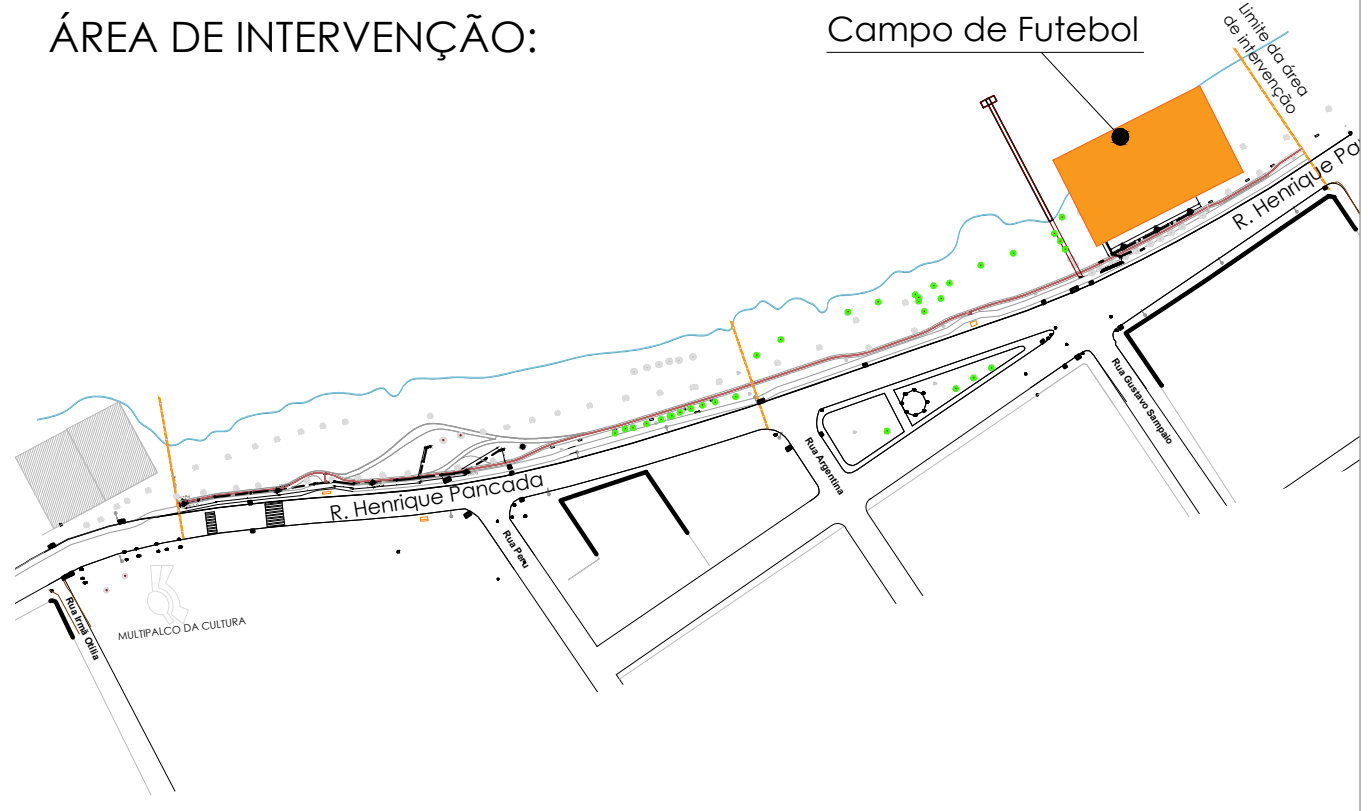 ÁREA DE INTERVENÇÃO:
Campo de Futebol
Limite da área
de intervenção
R. Henrique Pa
R. Henrique Pancada
Rua Gustavo Sampaio
Rua Argentina
Rua Peru
Rua Irmã Otília
MULTIPALCO DA CULTURA